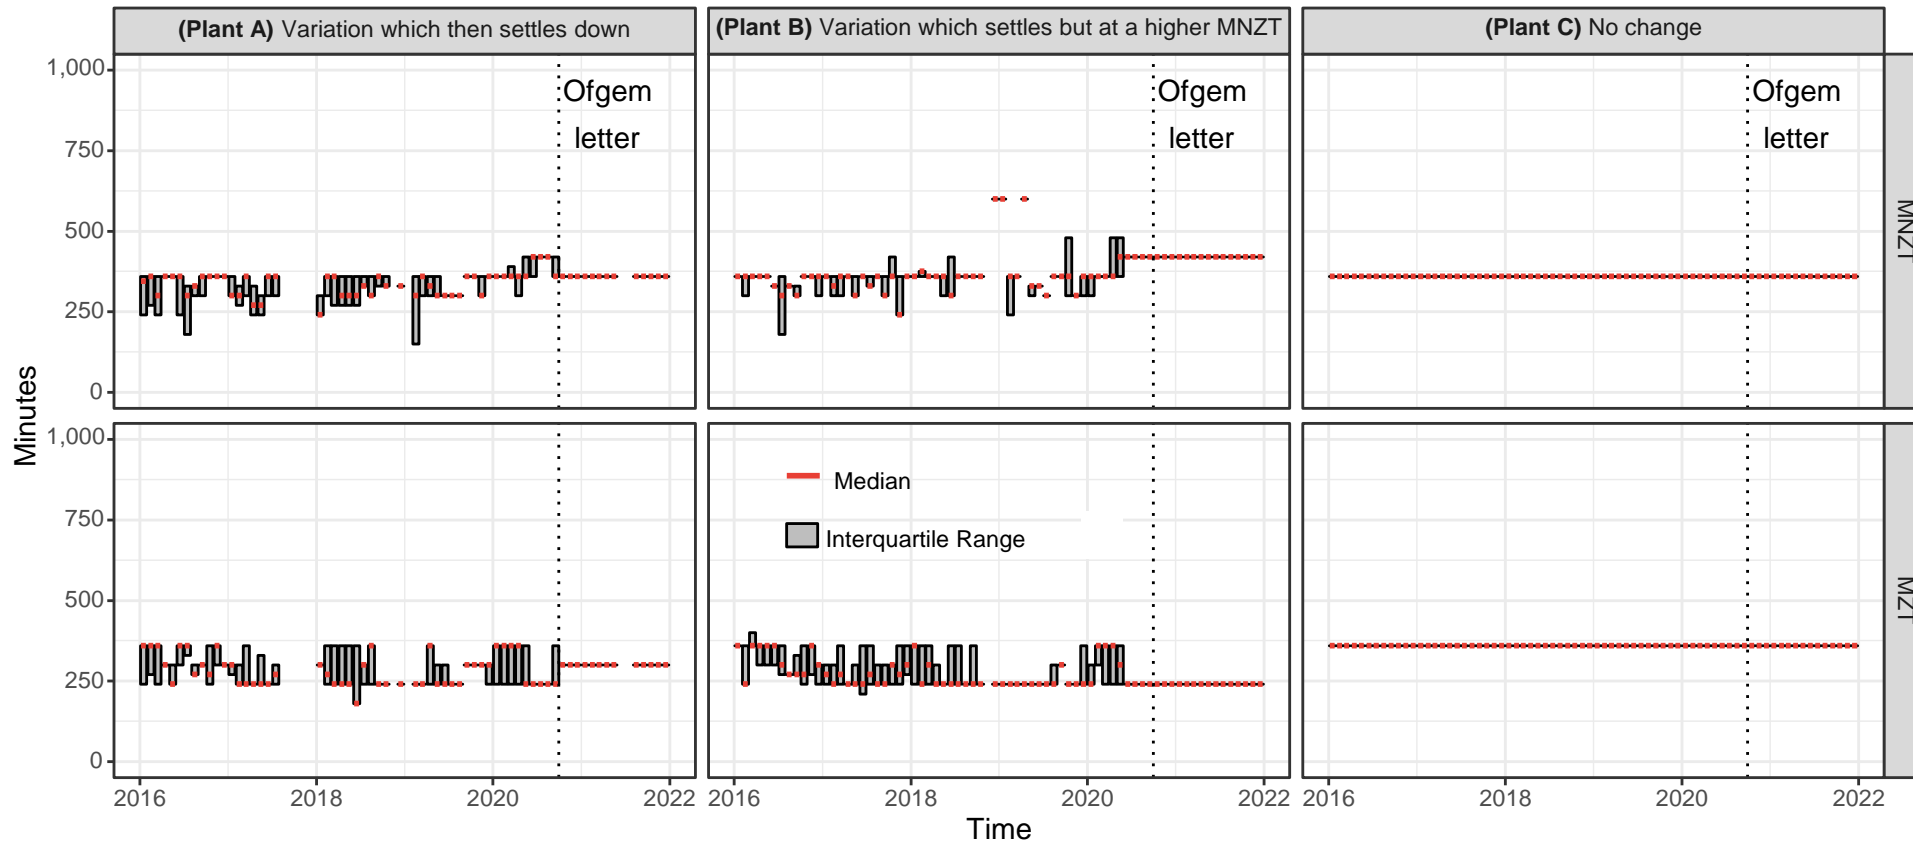 (Plant A) Variation which then settles down
(Plant B) Variation which settles but at a higher MNZT
(Plant C) No change
1,000
750
500
250
0
Ofgem
letter
Ofgem
letter
Ofgem
letter
MNZT
Minutes
1,000
750
500
250
0
Median
Interquartile Range
MZT
2016
2018
2020
2022
2016
2018
2020
2022
2016
2018
2020
2022
Time